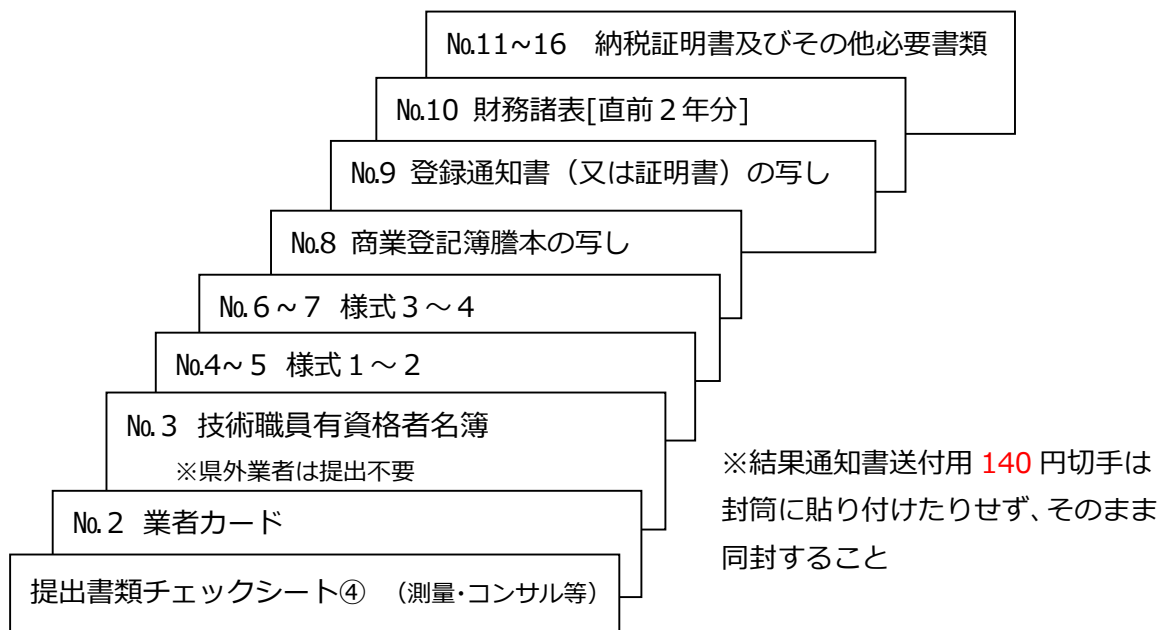 №11~16　納税証明書及びその他必要書類
№10 財務諸表[直前２年分]
№9 登録通知書（又は証明書）の写し
№8 商業登記簿謄本の写し
№６~７ 様式３～４
№4~５ 様式１～２
№３ 技術職員有資格者名簿
※県外業者は提出不要
№２ 業者カード
提出書類チェックシート④　（測量・コンサル等）
※結果通知書送付用 140 円切手は
封筒に貼り付けたりせず、そのまま
同封すること